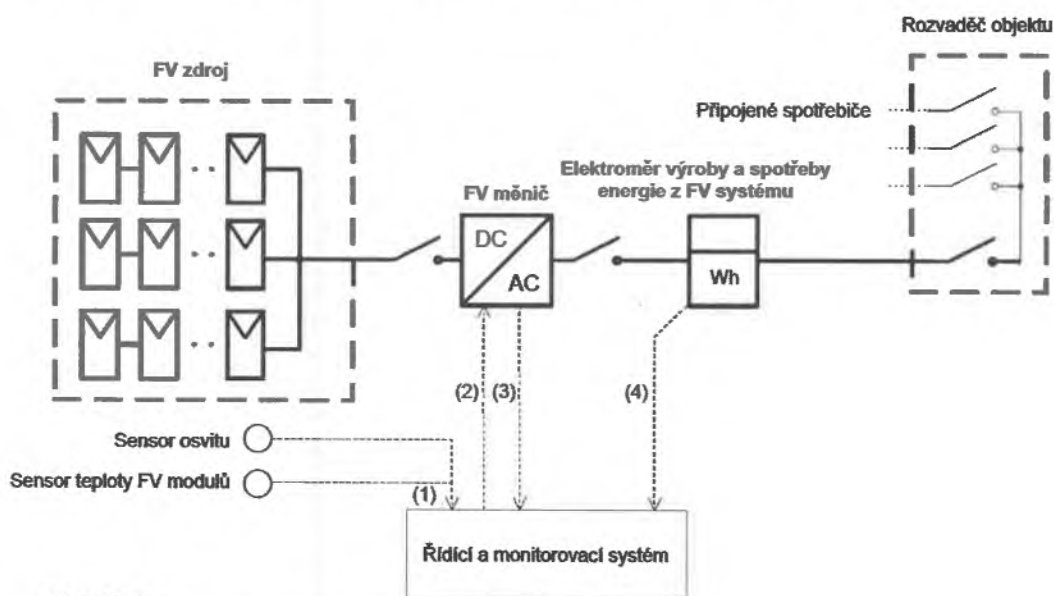 Rozvaděč objektu
FV zdroj
Připojené spotřebiče
Elektroměr výroby a spotřeby
energie z FV systému
FV měnič
DC
AC
Wh
(2)
(3)
(4)
Sensor osvitu
Sensor teploty FV modulů
(1)
Řídící a monitorovací systém